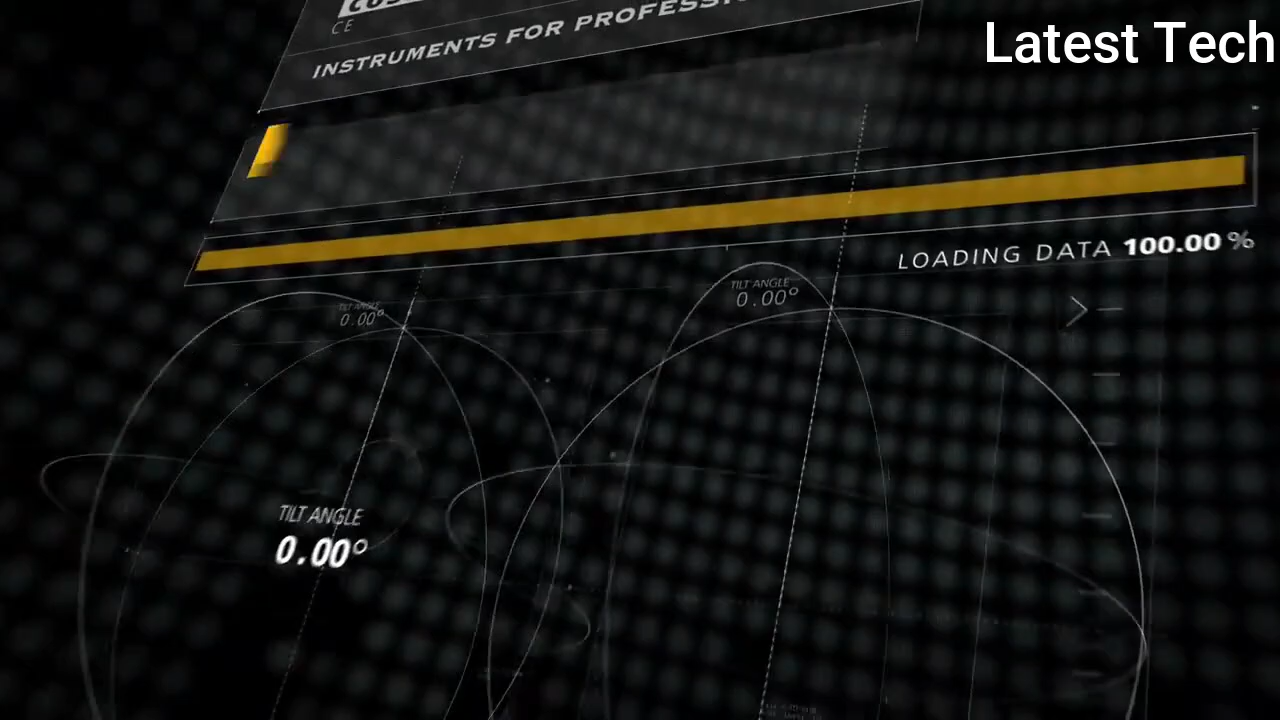 Latest Tech
CE
INSTRUMENTS FOR
LOADING DATA 100.00 %
TILT ANGLE
0.00°
TILT ANGLE
0.00°
TILT ANGLE
0.00°